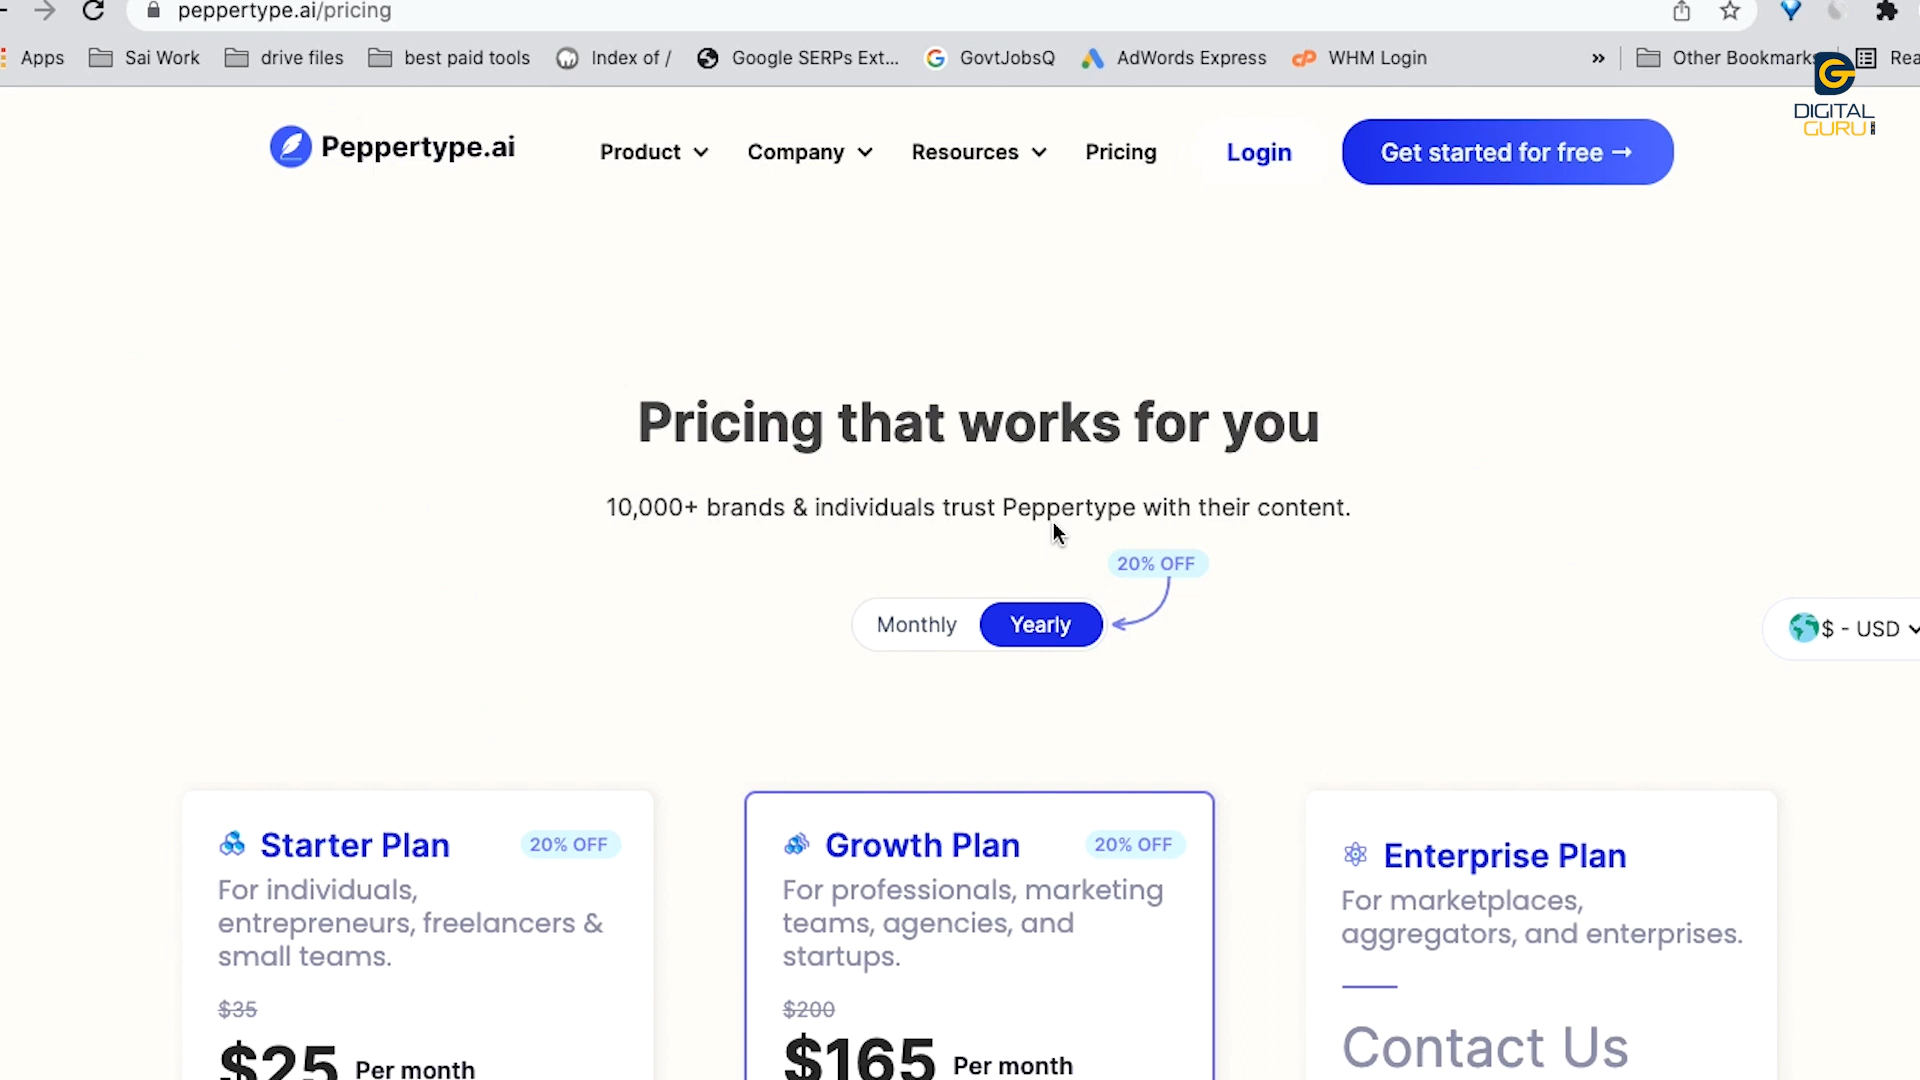 peppertype.ai/pricing
Apps Sai Work drive files best paid tools Index of / Google SERPs Ext... GovtJobsQ AdWords Express WHM Login » Other Bookmarks
DIGITAL
GURU
Peppertype.ai Product Company Resources Pricing Login Get started for free →
Pricing that works for you
10,000+ brands & individuals trust Peppertype with their content.
20% OFF
Monthly Yearly
$ - USD
Starter Plan 20% OFF
For individuals,
entrepreneurs, freelancers &
small teams.
$35
$25 Per month
Growth Plan 20% OFF
For professionals, marketing
teams, agencies, and
startups.
$200
$165 Per month
Enterprise Plan
For marketplaces,
aggregators, and enterprises.
Contact Us